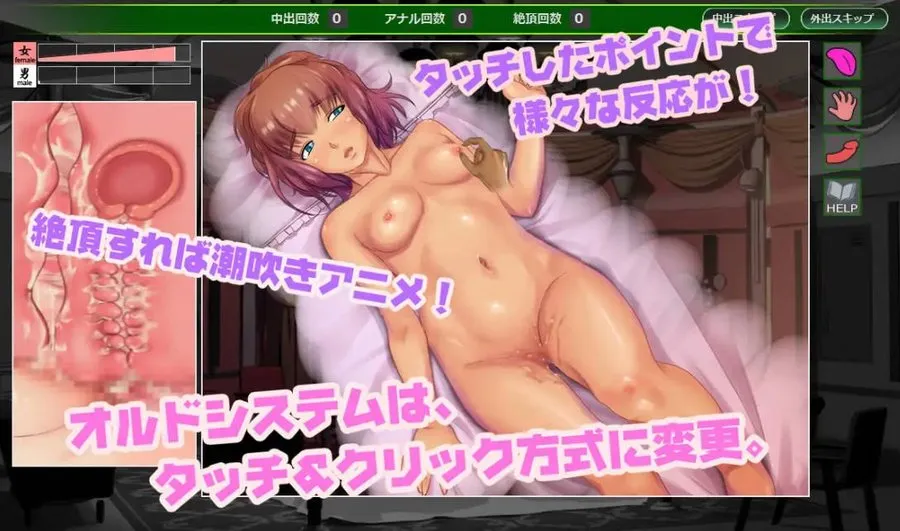 中出回数 0 アナル回数 0 絶頂回数 0
外出スキップ
女
female
男
male
タッチしたポイントで
様々な反応が！
HELP
絶頂すれば潮吹きアニメ！
オルドシステムは、
タッチ&クリック方式に変更。